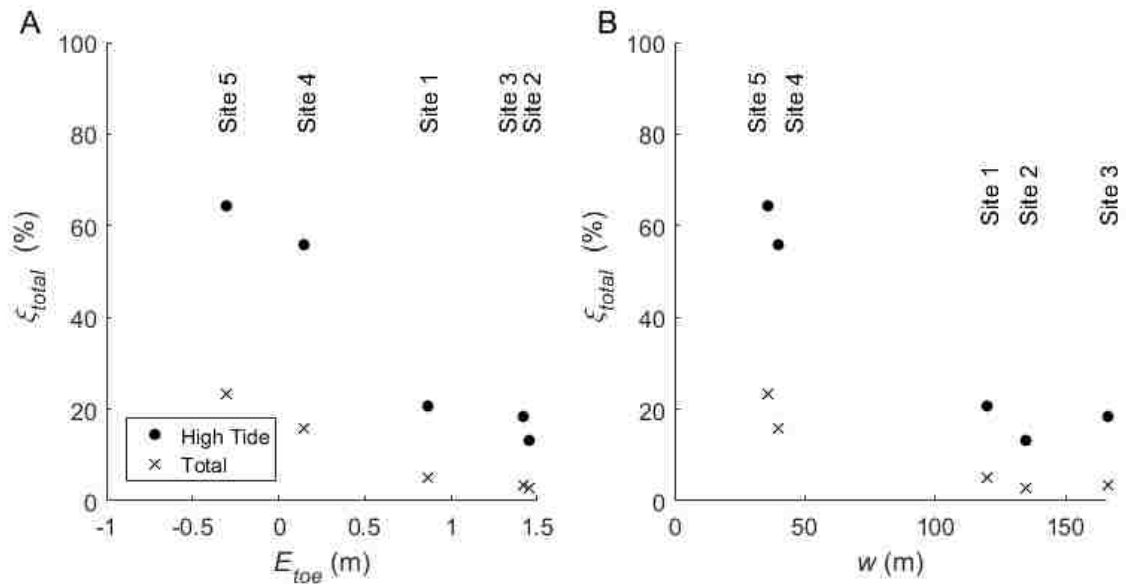 A
100
80
60
40
20
0
ξtotal (%)
Site 5
Site 4
Site 1
Site 3
Site 2
High Tide
Total
-1
-0.5
0
0.5
1
1.5
Etoe (m)
B
100
80
60
40
20
0
ξtotal (%)
Site 5
Site 4
Site 1
Site 2
Site 3
0
50
100
150
w (m)